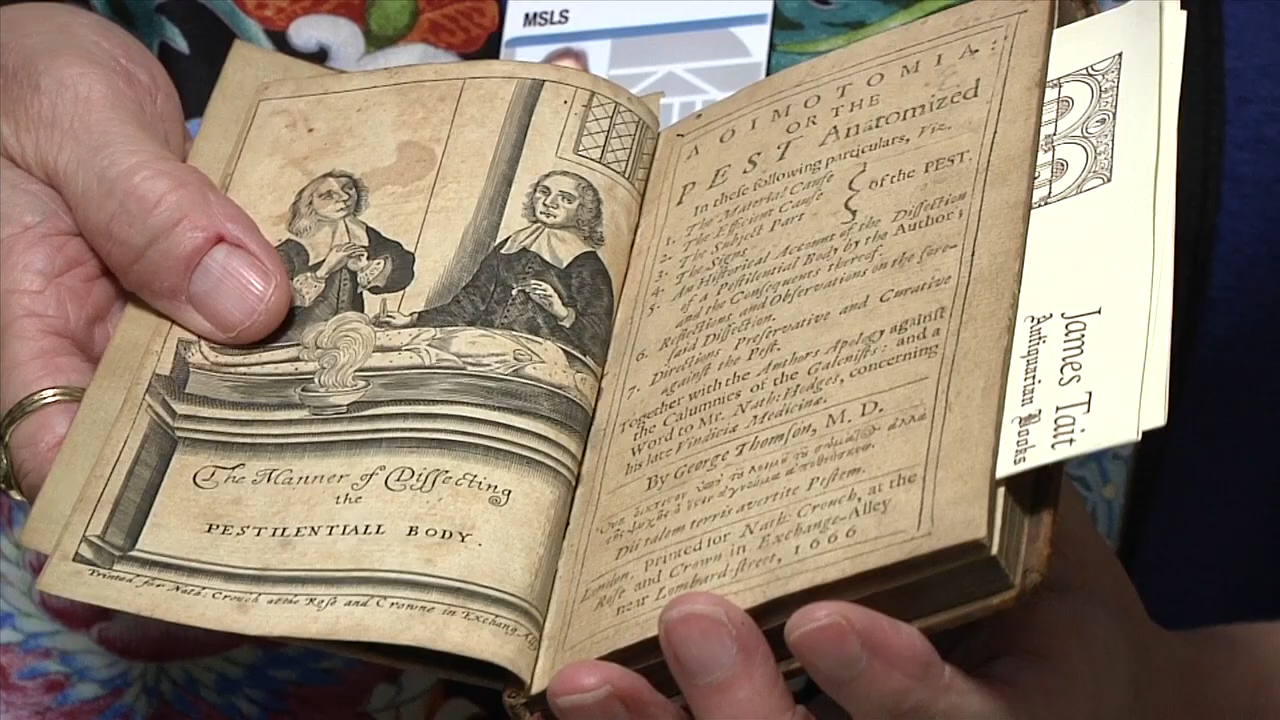 MSLS
The Manner of Dissecting
the
PESTILENTIALL BODY.
Printed for Nath: Crouch at the Rose and Crowne in Exchang
ΛOIMOTOMIA:
OR THE
PEST Anatomized
In these following particulars, Viz.
1. The Material Cause
2. The Efficient Cause
3. The Subject Part
4. The Signs
of the PEST.
5. An Historical Account of the Dissection
of a Pestilential Body by the Author;
and the Consequents thereof.
6. Reflections and Observations on the fore-
said Dissection.
7. Directions Preservative and Curative
against the Pest.
Together with the Authors Apology against
the Calumnies of the Galenists: and a
Word to Mr. Nath: Hodges, concerning
his late Vindiciæ Medicinæ.
By George Thomson, M. D.
Dii talem terris avertite Pestem.
London, Printed for Nath: Crouch, at the
Rose and Crown in Exchange-Alley
near Lombard-street, 1666
James Tait
Antiquarian Books